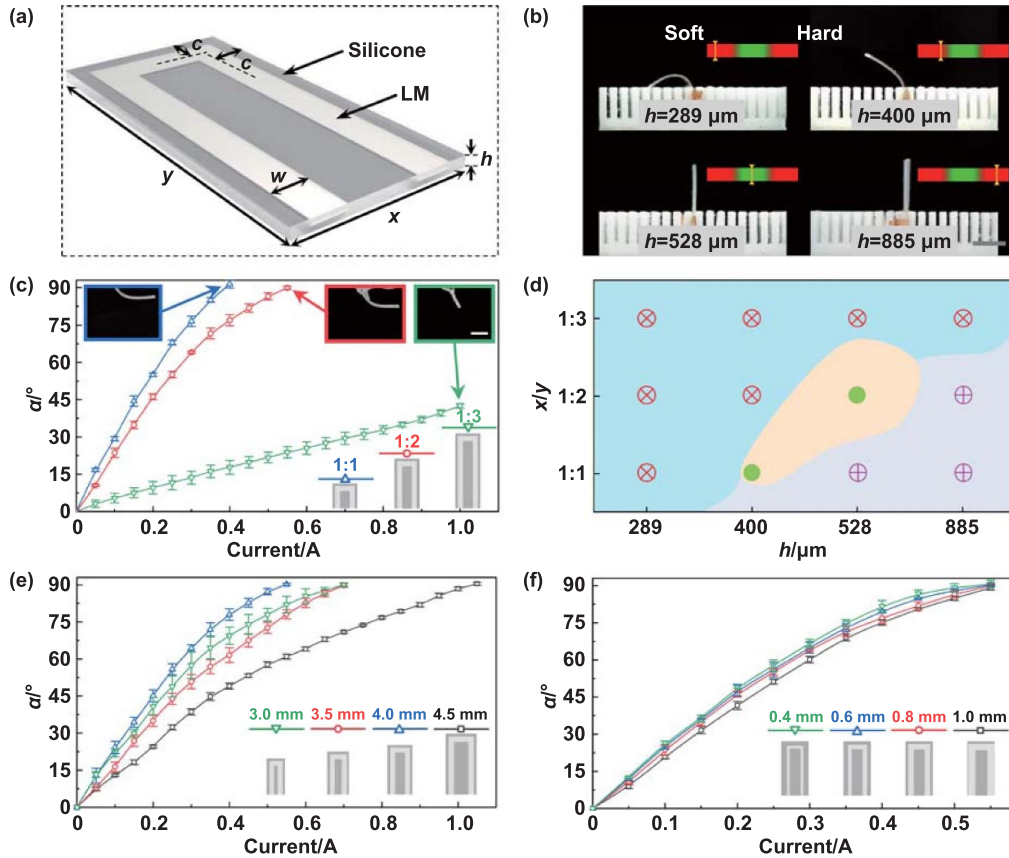 (a)
c
c
Silicone
LM
h
w
y
x
(b)
Soft Hard
h=289 μm
h=400 μm
h=528 μm
h=885 μm
(c)
90
75
60
45
30
15
0
α/°
1:1
1:2
1:3
0 0.2 0.4 0.6 0.8 1.0
Current/A
(d)
1:3
1:2
1:1
x/y
289 400 528 885
h/μm
(e)
90
75
60
45
30
15
0
α/°
3.0 mm 3.5 mm 4.0 mm 4.5 mm
0 0.2 0.4 0.6 0.8 1.0
Current/A
(f)
90
75
60
45
30
15
0
α/°
0.4 mm 0.6 mm 0.8 mm 1.0 mm
0 0.1 0.2 0.3 0.4 0.5
Current/A